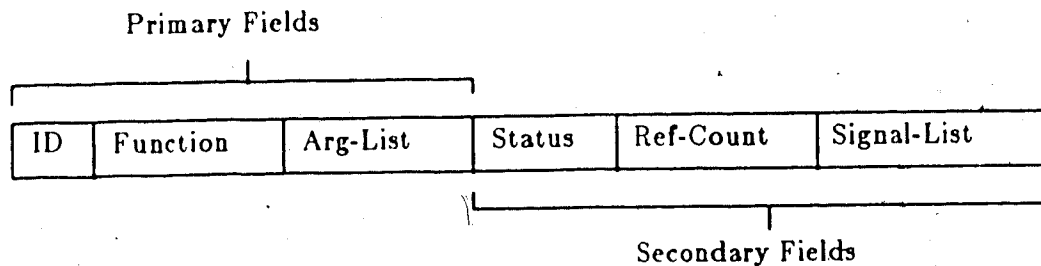 Primary Fields
ID Function Arg-List Status Ref-Count Signal-List
Secondary Fields